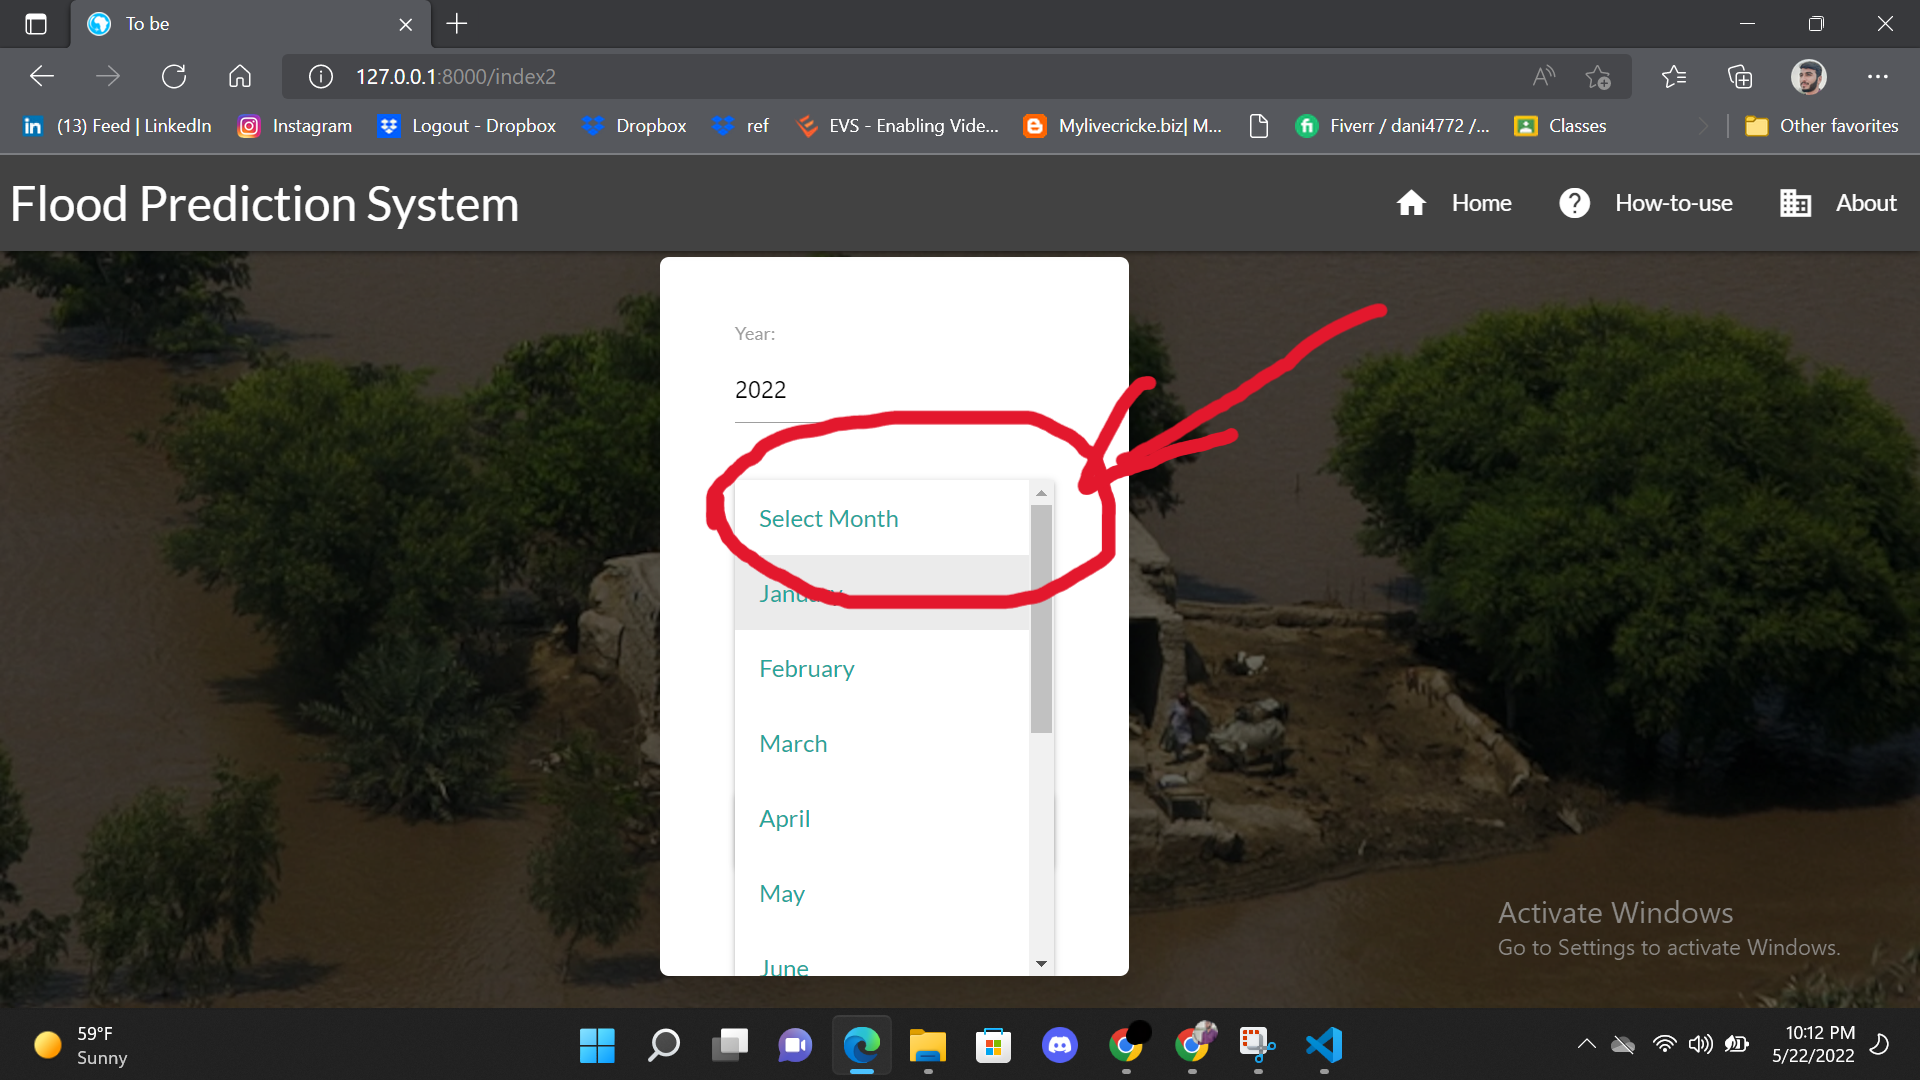 To be
127.0.0.1:8000/index2
(13) Feed | LinkedIn Instagram Logout - Dropbox Dropbox ref EVS - Enabling Vide... Mylivecricke.biz| M... Fiverr / dani4772 /... Classes Other favorites
Flood Prediction System Home How-to-use About
Year:
2022
Select Month
January
February
March
April
May
June
Activate Windows
Go to Settings to activate Windows.
59°F
Sunny
10:12 PM
5/22/2022